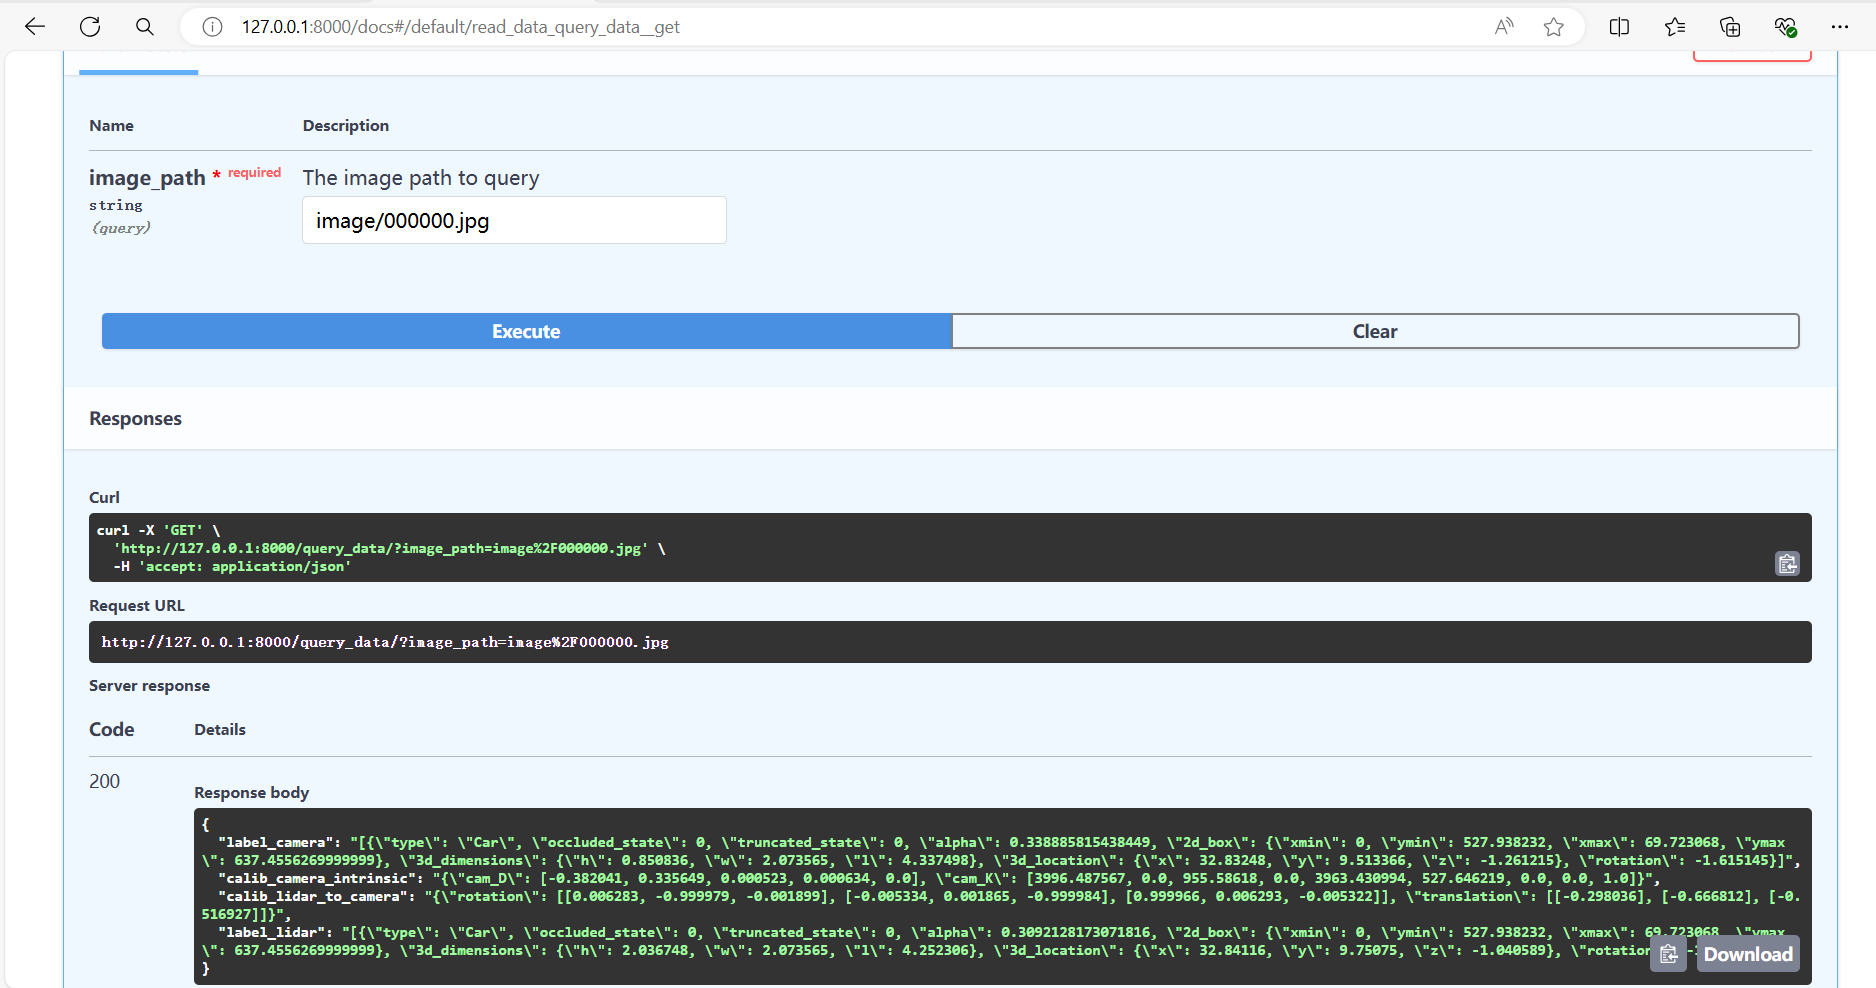 127.0.0.1:8000/docs#/default/read_data_query_data__get
Name Description
image_path * required The image path to query
string
(query)
image/000000.jpg
Execute Clear
Responses
Curl
curl -X 'GET' \
'http://127.0.0.1:8000/query_data/?image_path=image%2F000000.jpg' \
-H 'accept: application/json'
Request URL
http://127.0.0.1:8000/query_data/?image_path=image%2F000000.jpg
Server response
Code Details
200
Response body
{
"label_camera": "[{\"type\": \"Car\", \"occluded_state\": 0, \"truncated_state\": 0, \"alpha\": 0.338885815438449, \"2d_box\": {\"xmin\": 0, \"ymin\": 527.938232, \"xmax\": 69.723068, \"ymax
\": 637.4556269999999}, \"3d_dimensions\": {\"h\": 0.850836, \"w\": 2.073565, \"l\": 4.337498}, \"3d_location\": {\"x\": 32.83248, \"y\": 9.513366, \"z\": -1.261215}, \"rotation\": -1.615145}]",
"calib_camera_intrinsic": "{\"cam_D\": [-0.382041, 0.335649, 0.000523, 0.000634, 0.0], \"cam_K\": [3996.487567, 0.0, 955.58618, 0.0, 3963.430994, 527.646219, 0.0, 0.0, 1.0]}",
"calib_lidar_to_camera": "{\"rotation\": [[0.006283, -0.999979, -0.001899], [-0.005334, 0.001865, -0.999984], [0.999966, 0.006293, -0.005322]], \"translation\": [[-0.298036], [-0.666812], [-0.
516927]]}",
"label_lidar": "[{\"type\": \"Car\", \"occluded_state\": 0, \"truncated_state\": 0, \"alpha\": 0.3092128173071816, \"2d_box\": {\"xmin\": 0, \"ymin\": 527.938232, \"xmax\": 69.723068, \"ymax
\": 637.4556269999999}, \"3d_dimensions\": {\"h\": 2.036748, \"w\": 2.073565, \"l\": 4.252306}, \"3d_location\": {\"x\": 32.84116, \"y\": 9.75075, \"z\": -1.040589}, \"rotation
}
Download